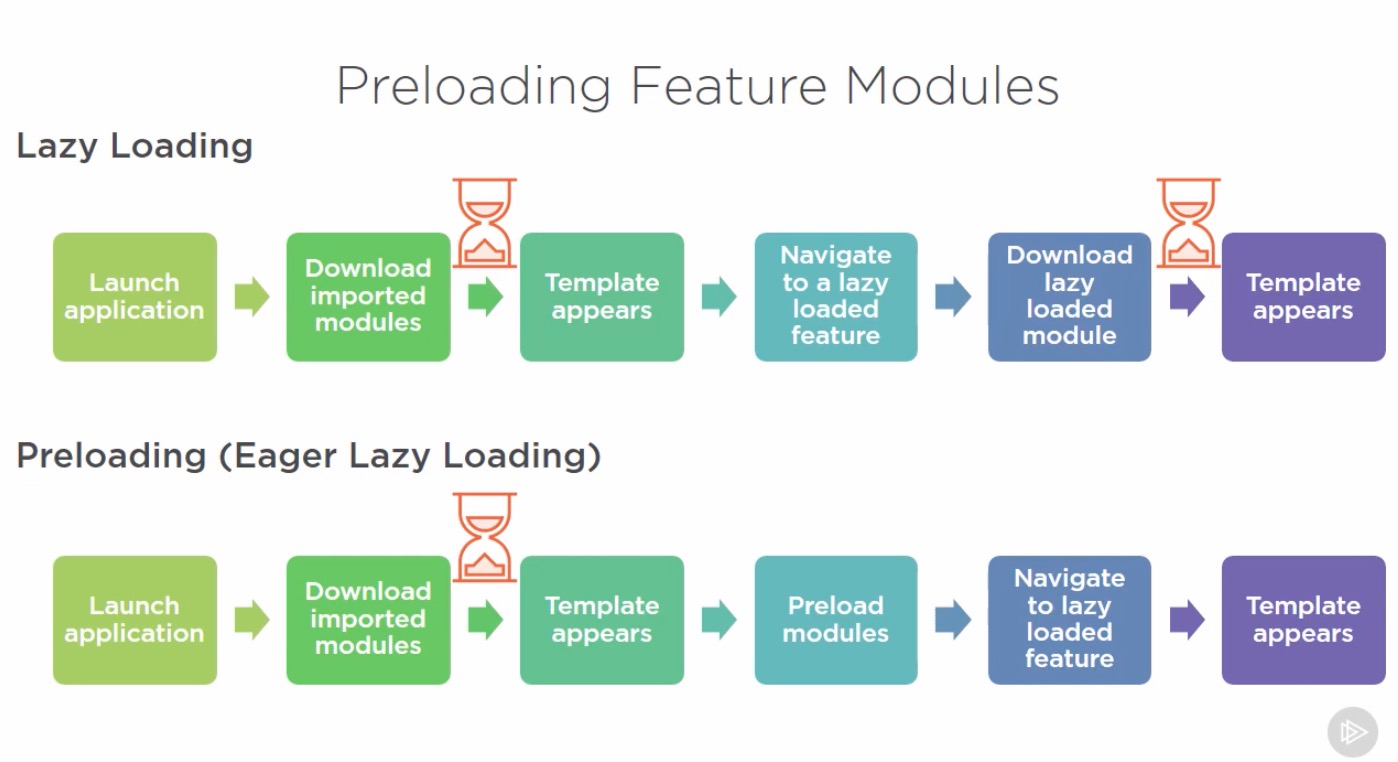 Preloading Feature Modules
Lazy Loading
Launch
application
Download
imported
modules
Template
appears
Navigate
to a lazy
loaded
feature
Download
lazy
loaded
module
Template
appears
Preloading (Eager Lazy Loading)
Launch
application
Download
imported
modules
Template
appears
Preload
modules
Navigate
to lazy
loaded
feature
Template
appears